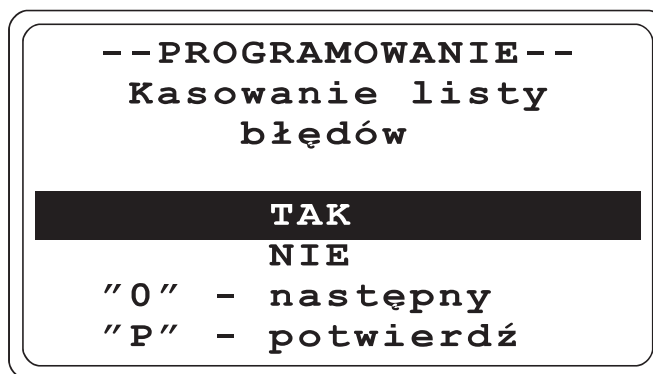 --PROGRAMOWANIE--
Kasowanie listy
błędów
TAK
NIE
"0" - następny
"P" - potwierdź